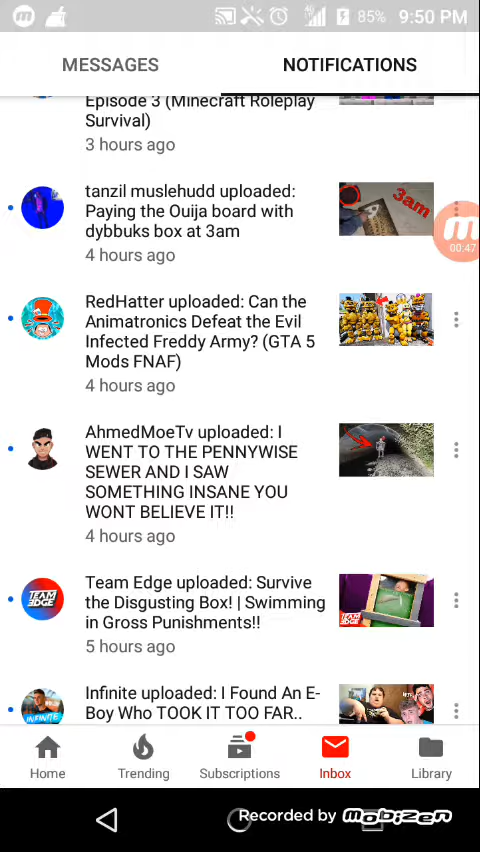 85% 9:50 PM
MESSAGES NOTIFICATIONS
Episode 3 (Minecraft Roleplay
Survival)
3 hours ago
tanzil muslehudd uploaded:
Paying the Ouija board with
dybbuks box at 3am
4 hours ago
3am
00:47
RedHatter uploaded: Can the
Animatronics Defeat the Evil
Infected Freddy Army? (GTA 5
Mods FNAF)
4 hours ago
AhmedMoeTv uploaded: I
WENT TO THE PENNYWISE
SEWER AND I SAW
SOMETHING INSANE YOU
WONT BELIEVE IT!!
4 hours ago
TEAM
EDGE
Team Edge uploaded: Survive
the Disgusting Box! | Swimming
in Gross Punishments!!
5 hours ago
TEAM
EDGE
INFINITE
Infinite uploaded: I Found An E-
Boy Who TOOK IT TOO FAR..
Home Trending Subscriptions Inbox Library
Recorded by Mobizen